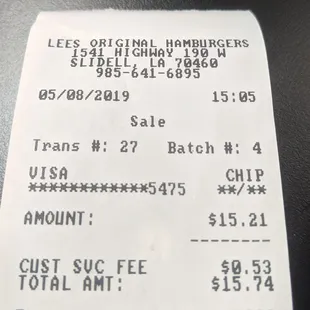 LEES ORIGINAL HAMBURGERS
1541 HIGHWAY 190 W
SLIDELL, LA 70460
985-641-6895
05/08/2019 15:05
Sale
Trans #: 27 Batch #: 4
VISA CHIP
************5475 **/**
AMOUNT: $15.21
--------
CUST SVC FEE $0.53
TOTAL AMT: $15.74